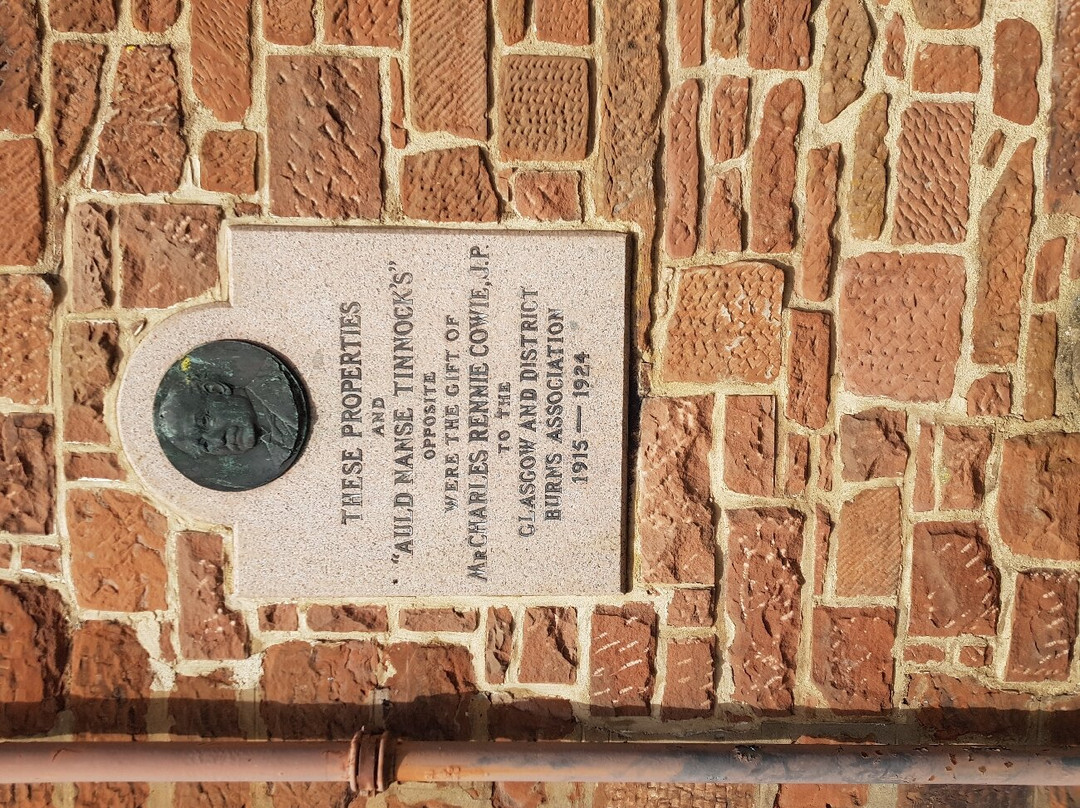 THESE PROPERTIES
AND
"AULD NANSE TINNOCK'S"
OPPOSITE
WERE THE GIFT OF
MR CHARLES RENNIE COWIE, J.P.
TO THE
GLASGOW AND DISTRICT
BURNS ASSOCIATION
1915 — 1924